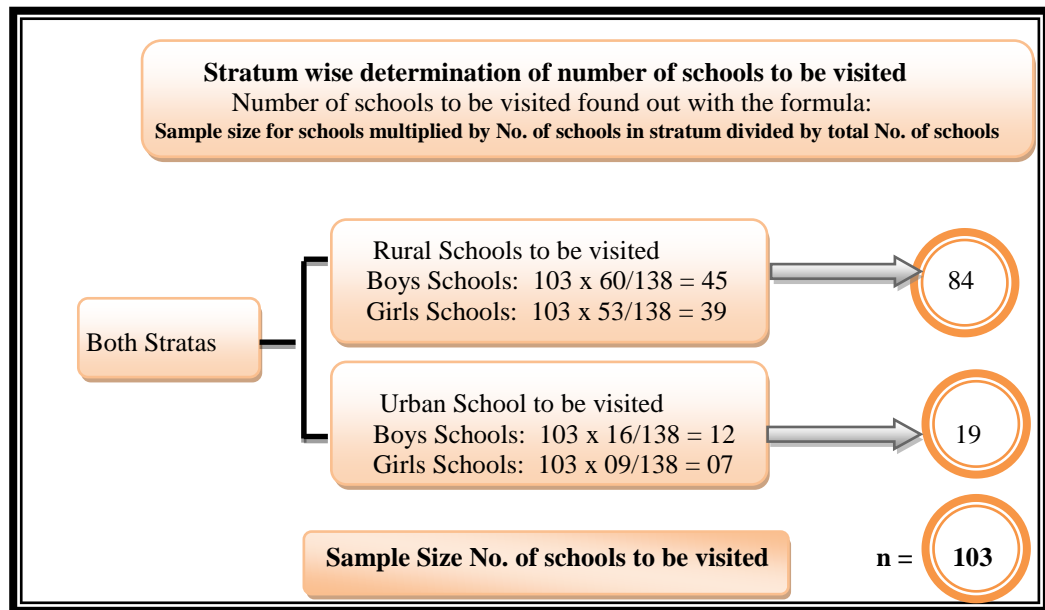 Stratum wise determination of number of schools to be visited
Number of schools to be visited found out with the formula:
Sample size for schools multiplied by No. of schools in stratum divided by total No. of schools
Both Stratas
Rural Schools to be visited
Boys Schools: 103 x 60/138 = 45
Girls Schools: 103 x 53/138 = 39
84
Urban School to be visited
Boys Schools: 103 x 16/138 = 12
Girls Schools: 103 x 09/138 = 07
19
Sample Size No. of schools to be visited
n = 103